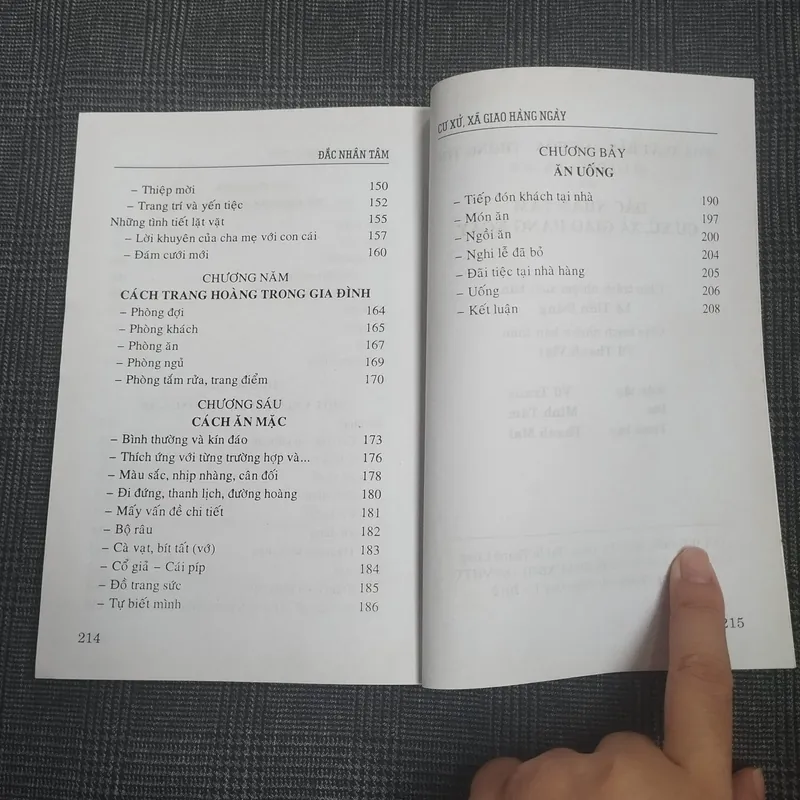 ĐẮC NHÂN TÂM
– Thiệp mời 150
– Trang trí và yến tiệc 152
Những tình tiết lặt vặt 155
– Lời khuyên của cha mẹ với con cái 157
– Đám cưới mới 160
CHƯƠNG NĂM
CÁCH TRANG HOÀNG TRONG GIA ĐÌNH
– Phòng đợi 164
– Phòng khách 165
– Phòng ăn 167
– Phòng ngủ 169
– Phòng tắm rửa, trang điểm 170
CHƯƠNG SÁU
CÁCH ĂN MẶC
– Bình thường và kín đáo 173
– Thích ứng với từng trường hợp và... 176
– Màu sắc, nhịp nhàng, cân đối 178
– Đi đứng, thanh lịch, đường hoàng 180
– Mấy vấn đề chi tiết 181
– Bộ râu 182
– Cà vạt, bít tất (vớ) 183
– Cổ giả – Cái píp 184
– Đồ trang sức 185
– Tự biết mình 186
214
CƯ XỬ, XÃ GIAO HÀNG NGÀY
CHƯƠNG BẢY
ĂN UỐNG
– Tiếp đón khách tại nhà 190
– Món ăn 197
– Ngồi ăn 200
– Nghi lễ đã bỏ 204
– Đãi tiệc tại nhà hàng 205
– Uống 206
– Kết luận 208
215